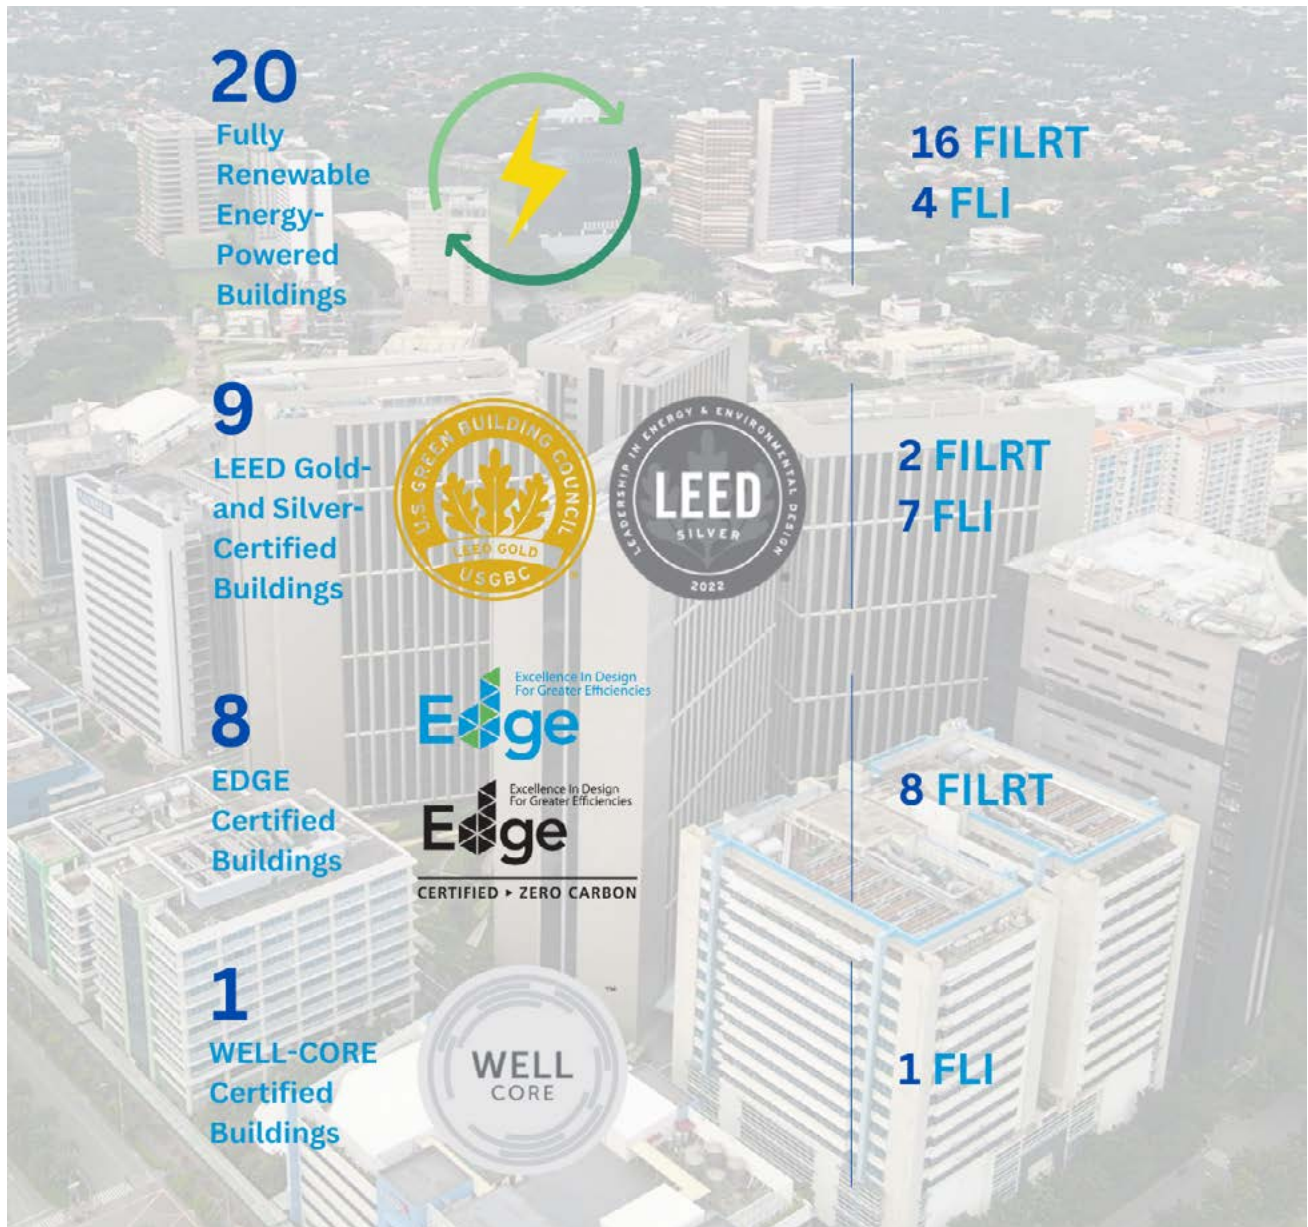 20
Fully
Renewable
Energy-
Powered
Buildings
16 FILRT
4 FLI
9
LEED Gold-
and Silver-
Certified
Buildings
U.S. GREEN BUILDING COUNCIL
LEED GOLD
USGBC
LEADERSHIP IN ENERGY & ENVIRONMENTAL DESIGN
LEED
SILVER
2022
2 FILRT
7 FLI
8
EDGE
Certified
Buildings
Excellence In Design
For Greater Efficiencies
Edge
Excellence In Design
For Greater Efficiencies
Edge
CERTIFIED ▸ ZERO CARBON
8 FILRT
1
WELL-CORE
Certified
Buildings
™
WELL
CORE
1 FLI